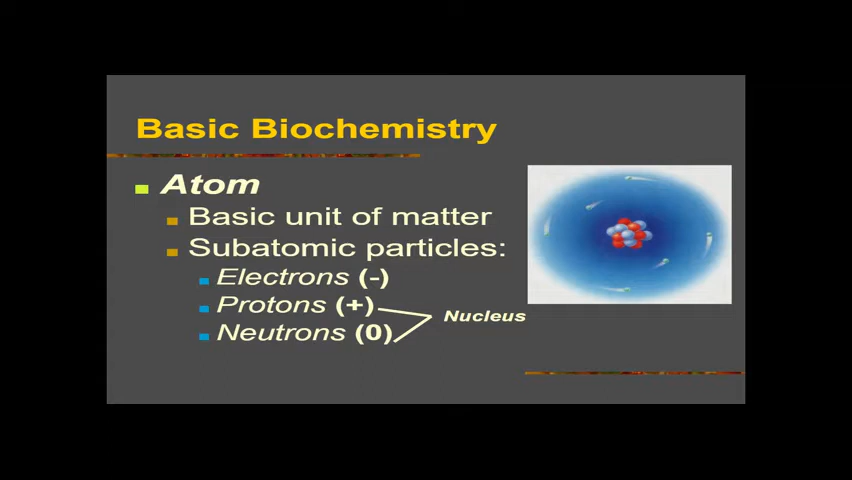 Basic Biochemistry
Atom
Basic unit of matter
Subatomic particles:
Electrons (-)
Protons (+)
Neutrons (0)
Nucleus